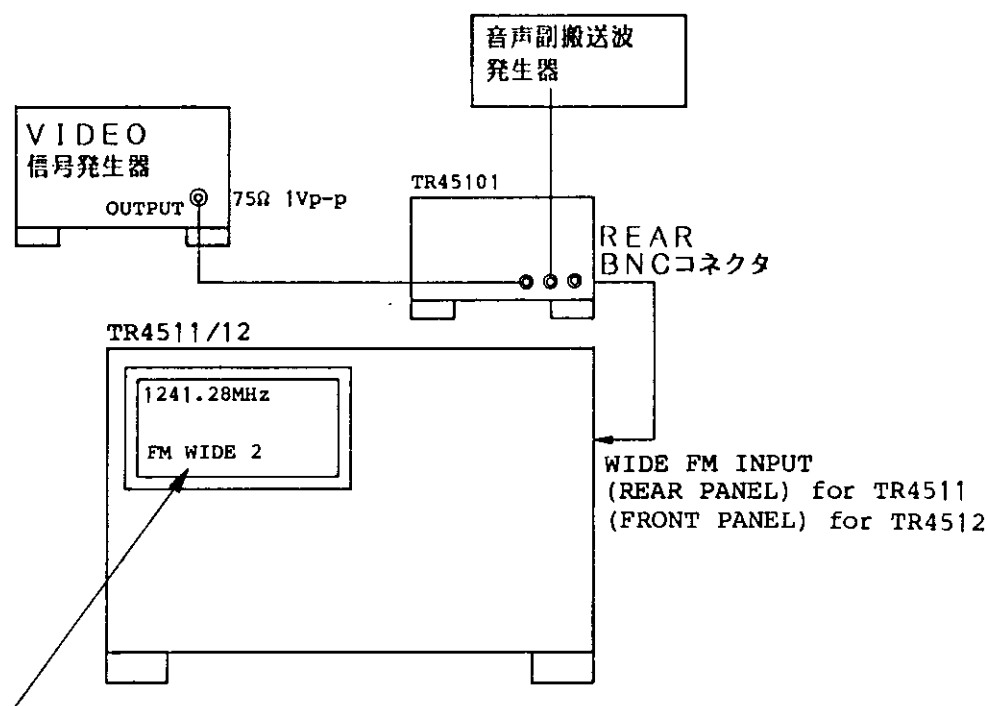 音声副搬送波
発生器
VIDEO
信号発生器
OUTPUT
75Ω 1Vp-p
TR45101
REAR
BNCコネクタ
TR4511/12
1241.28MHz
FM WIDE 2
WIDE FM INPUT
(REAR PANEL) for TR4511
(FRONT PANEL) for TR4512